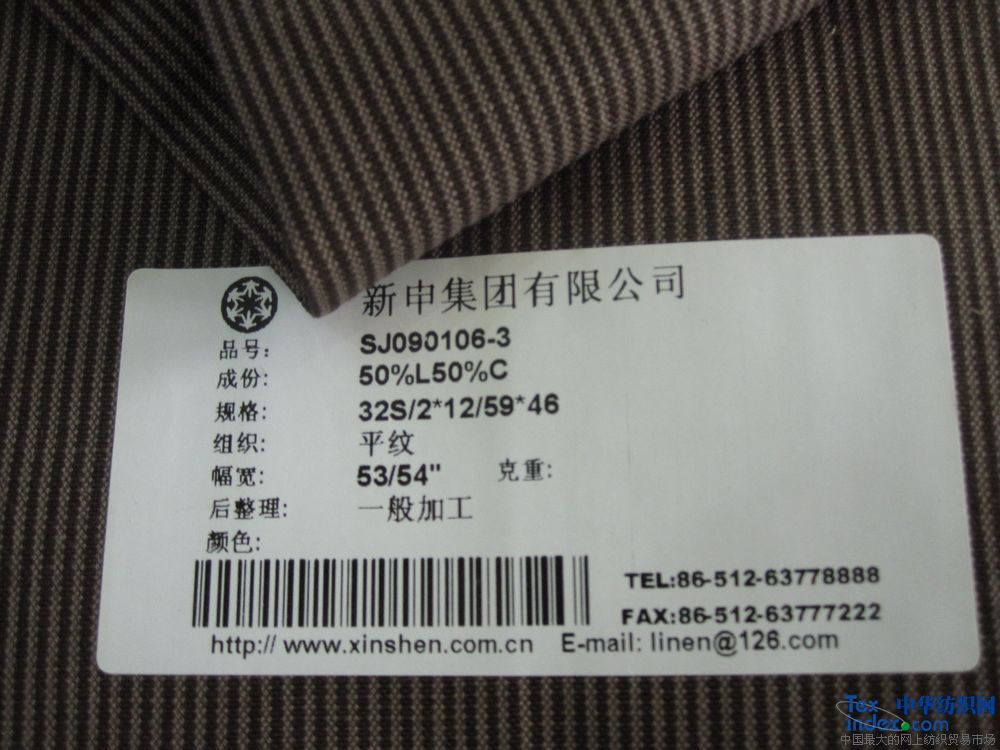 新申集团有限公司
品号: SJ090106-3
成份: 50%L50%C
规格: 32S/2*12/59*46
组织: 平纹
幅宽: 53/54" 克重:
后整理: 一般加工
颜色:
TEL:86-512-63778888
FAX:86-512-63777222
http://www.xinshen.com.cn E-mail: linen@126.com
Tex 中华纺织网
index.com
中国最大的网上纺织贸易市场